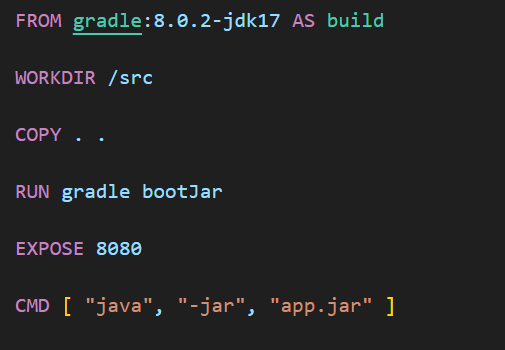 FROM gradle:8.0.2-jdk17 AS build
WORKDIR /src
COPY . .
RUN gradle bootJar
EXPOSE 8080
CMD [ "java", "-jar", "app.jar" ]